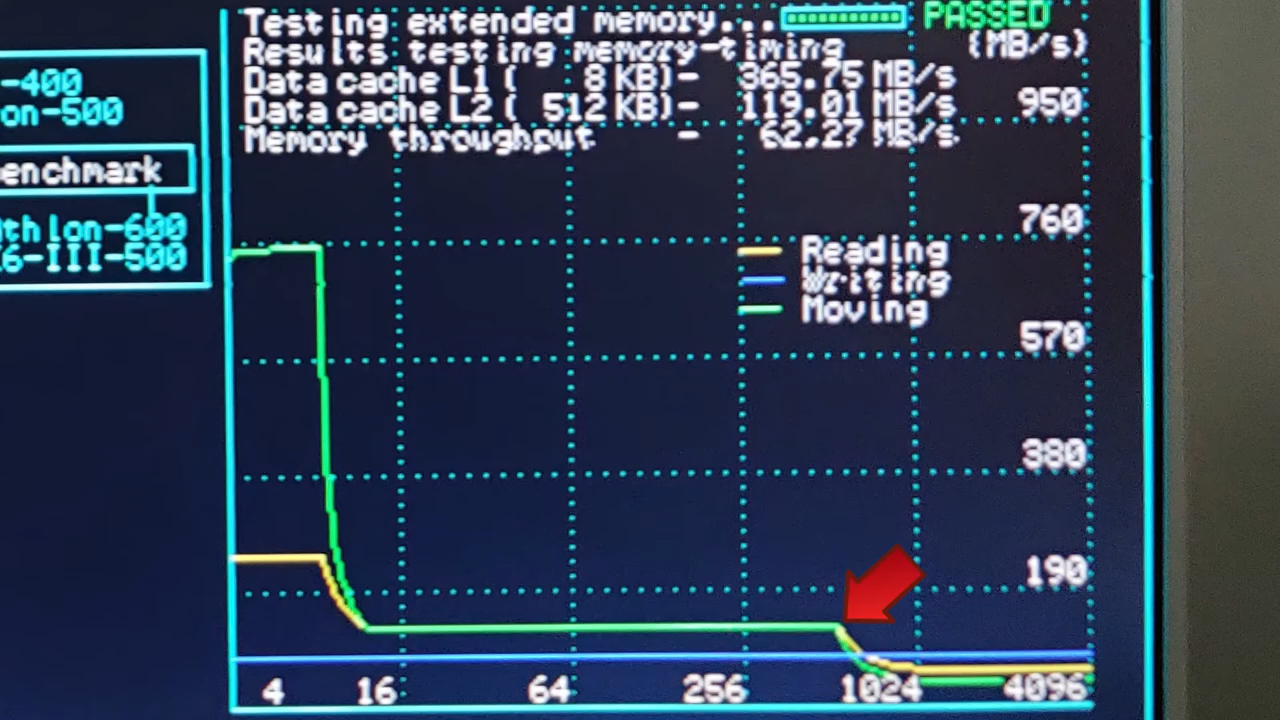 Testing extended memory... PASSED
Results testing memory-timing (MB/s)
Data cache L1 ( 8 KB)- 365.75 MB/s
Data cache L2 ( 512 KB)- 119.01 MB/s
Memory throughput - 62.27 MB/s
-400
on-500
enchmark
thlon-600
6-III-500
950
760
Reading
Writing
Moving
570
380
190
4 16 64 256 1024 4096